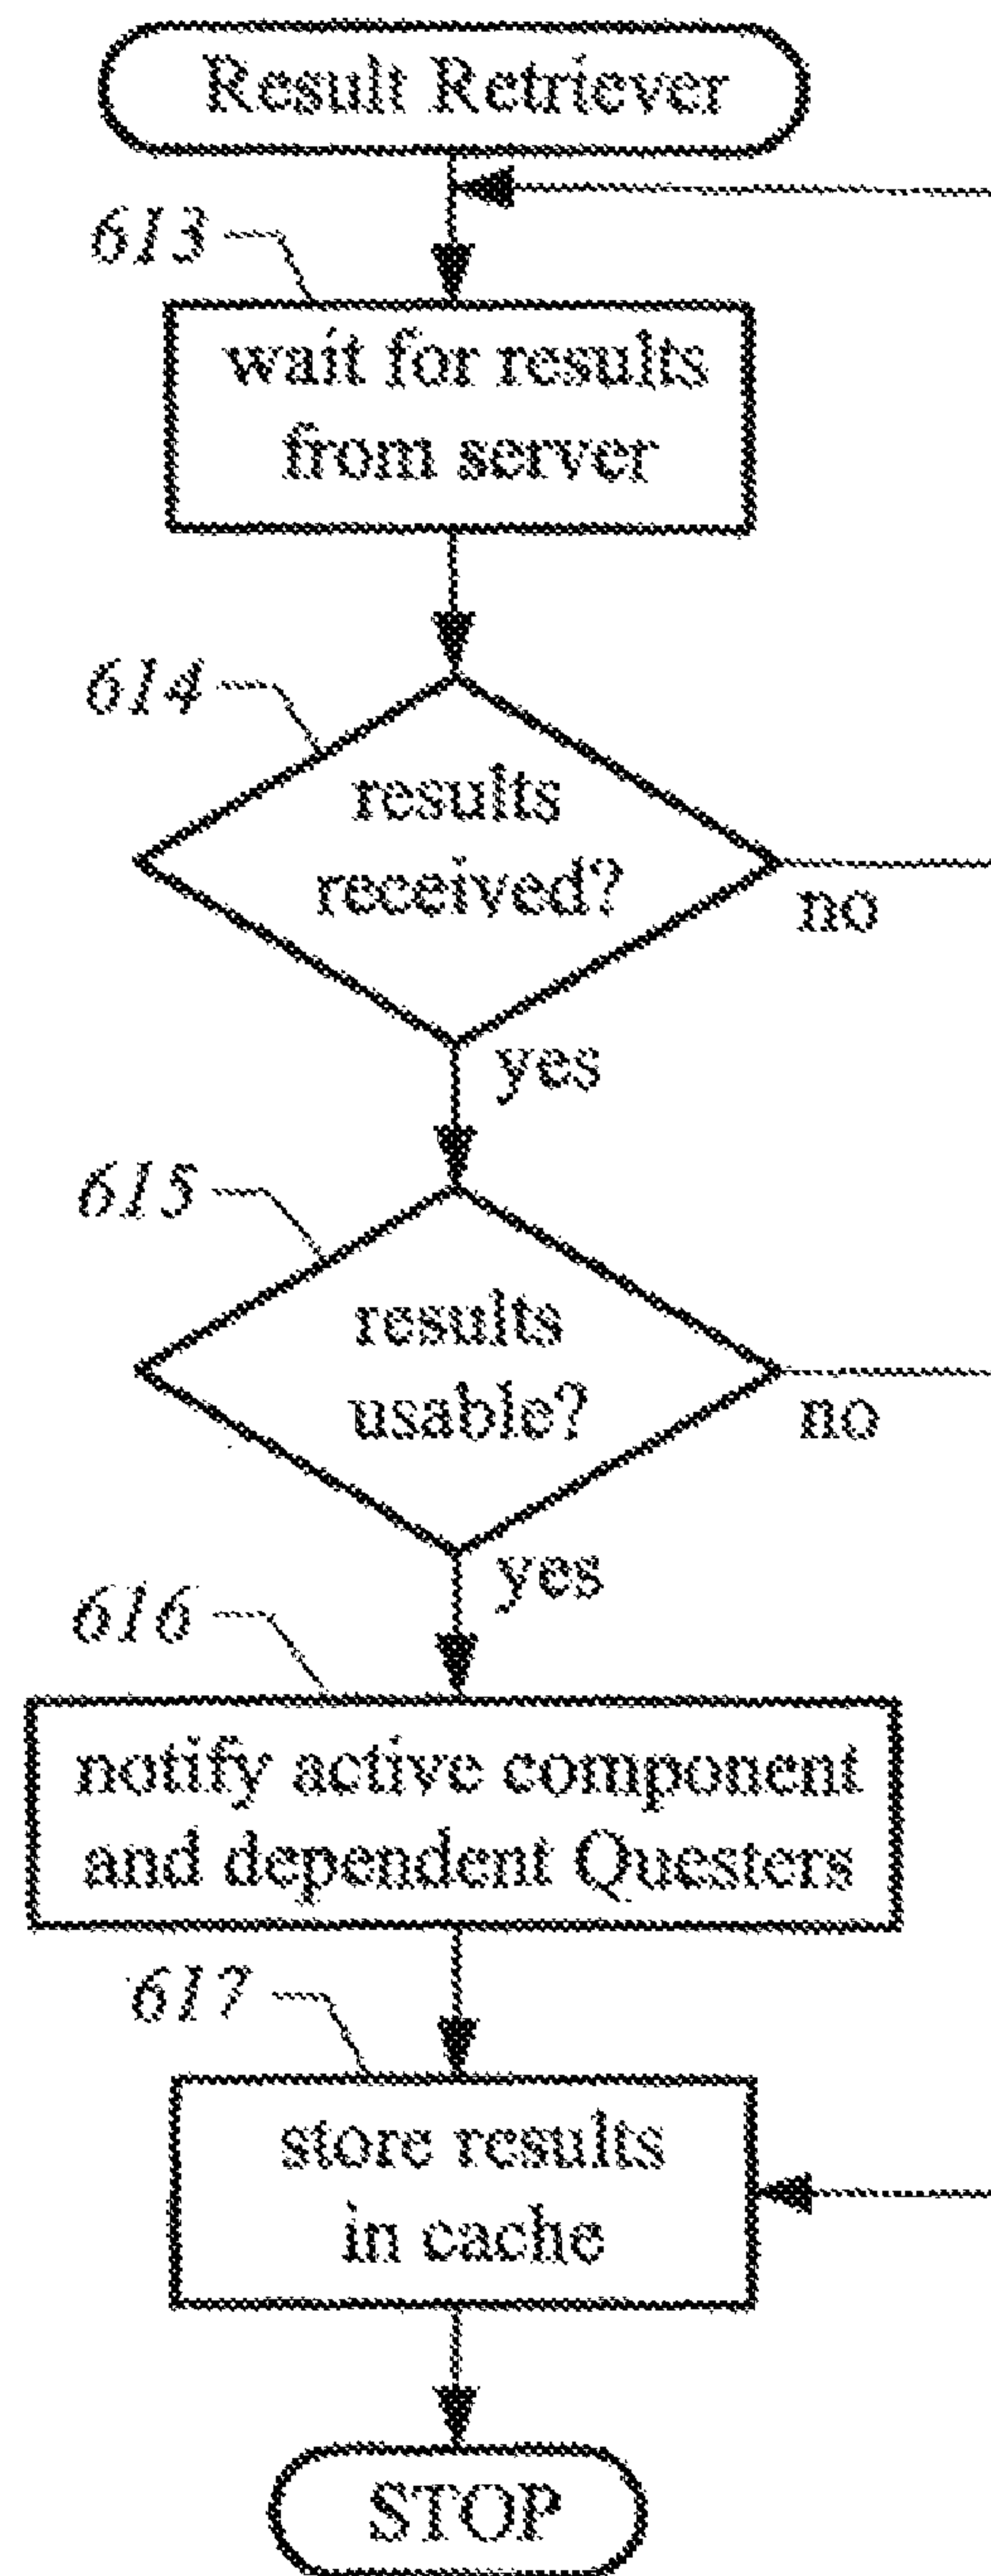 Result Retriever
613
wait for results
from server
614
results
received?
no
yes
615
results
usable?
no
yes
616
notify active component
and dependent Questers
617
store results
in cache
STOP